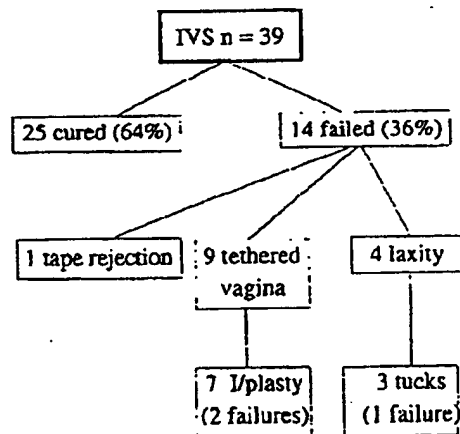 IVS n = 39
25 cured (64%)
14 failed (36%)
1 tape rejection
9 tethered
vagina
4 laxity
7 I/plasty
(2 failures)
3 tucks
(1 failure)